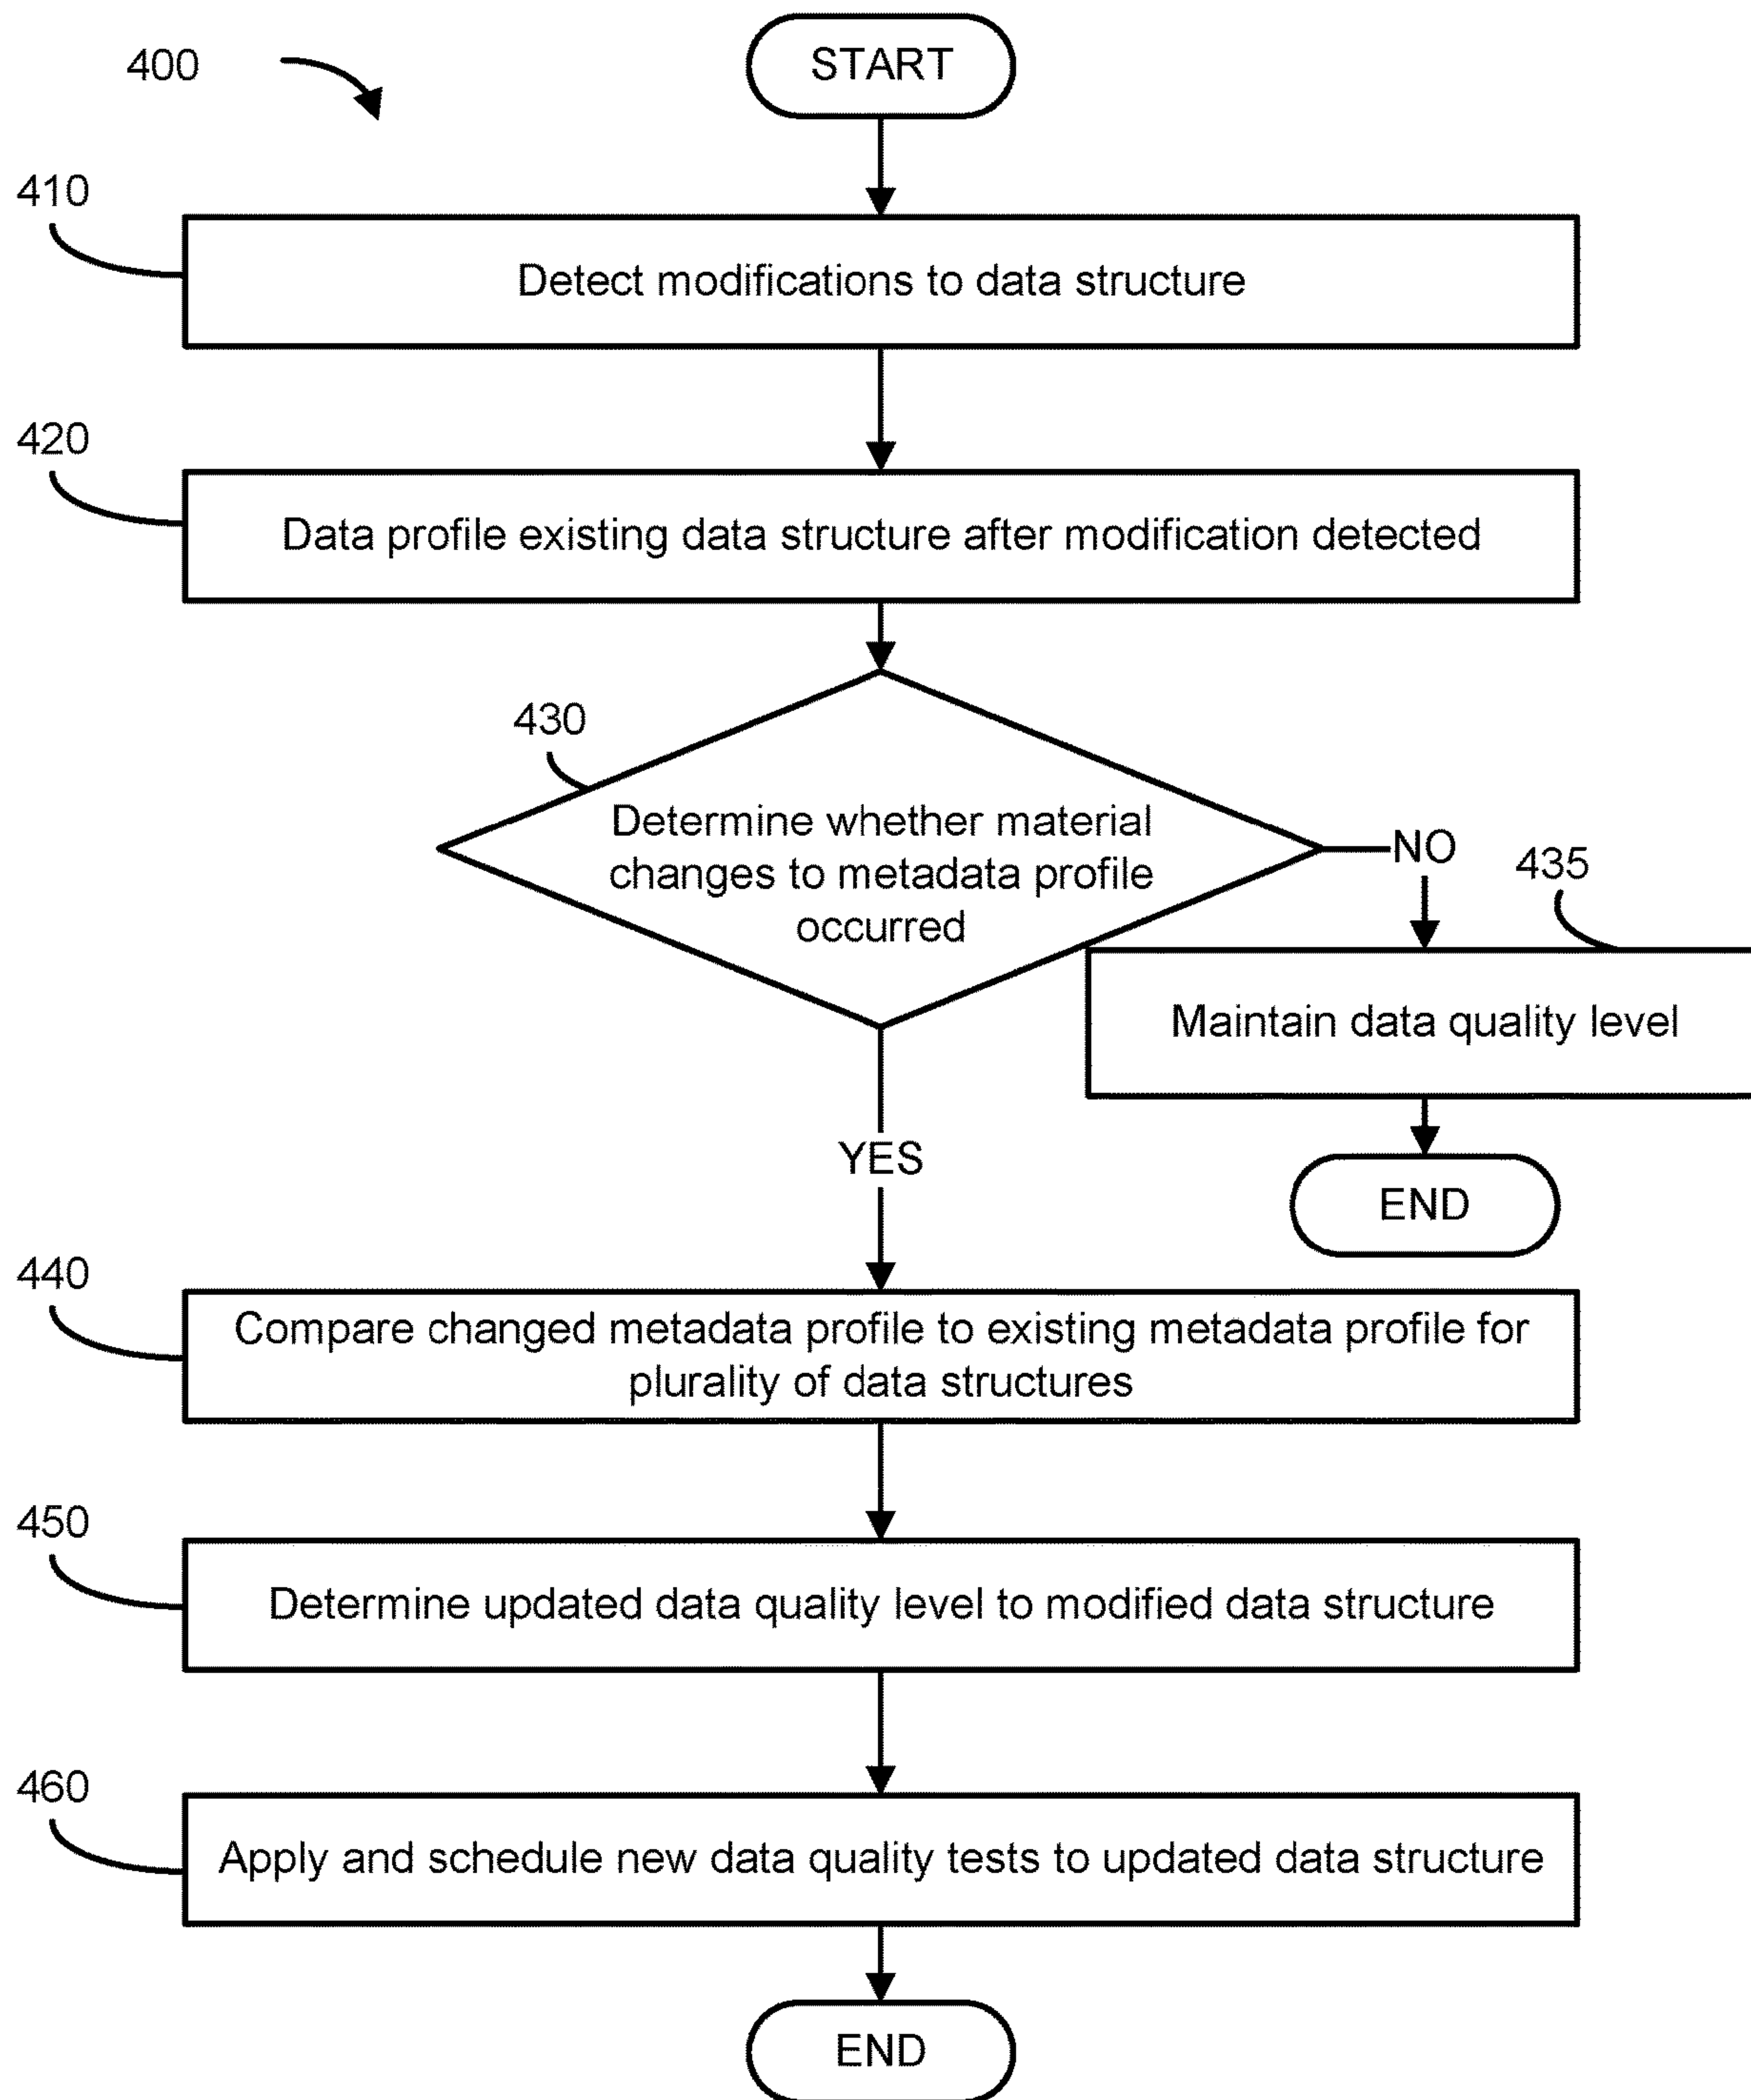 400
START
410
Detect modifications to data structure
420
Data profile existing data structure after modification detected
430
Determine whether material
changes to metadata profile
occurred
NO
435
Maintain data quality level
END
YES
440
Compare changed metadata profile to existing metadata profile for
plurality of data structures
450
Determine updated data quality level to modified data structure
460
Apply and schedule new data quality tests to updated data structure
END